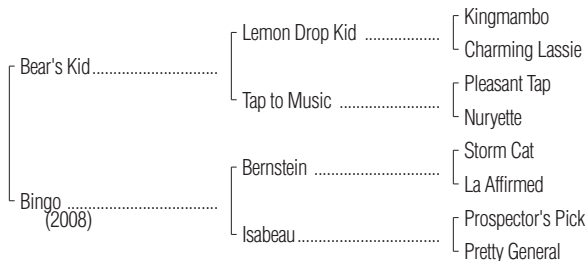 Kingmambo
Lemon Drop Kid ..................
Charming Lassie
Bear's Kid ..............................
Pleasant Tap
Tap to Music ........................
Nuryette
Storm Cat
Bernstein ..............................
La Affirmed
Bingo ....................................
(2008)
Prospector's Pick
Isabeau .................................
Pretty General